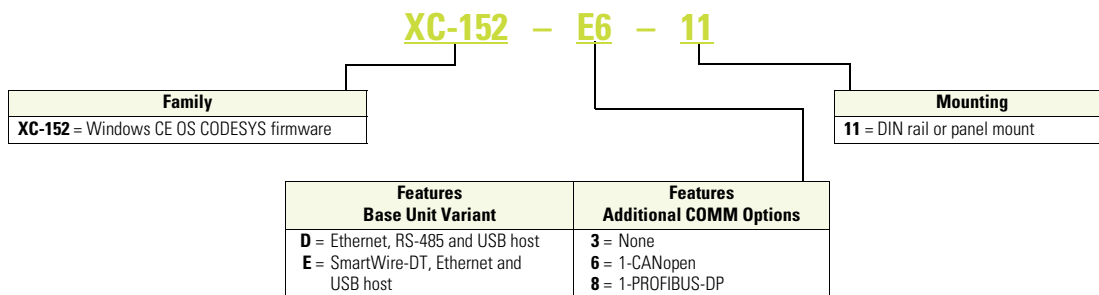 XC-152 – E6 – 11
Family
XC-152 = Windows CE OS CODESYS firmware
Mounting
11 = DIN rail or panel mount
Features
Base Unit Variant
D = Ethernet, RS-485 and USB host
E = SmartWire-DT, Ethernet and
USB host
Features
Additional COMM Options
3 = None
6 = 1-CANopen
8 = 1-PROFIBUS-DP